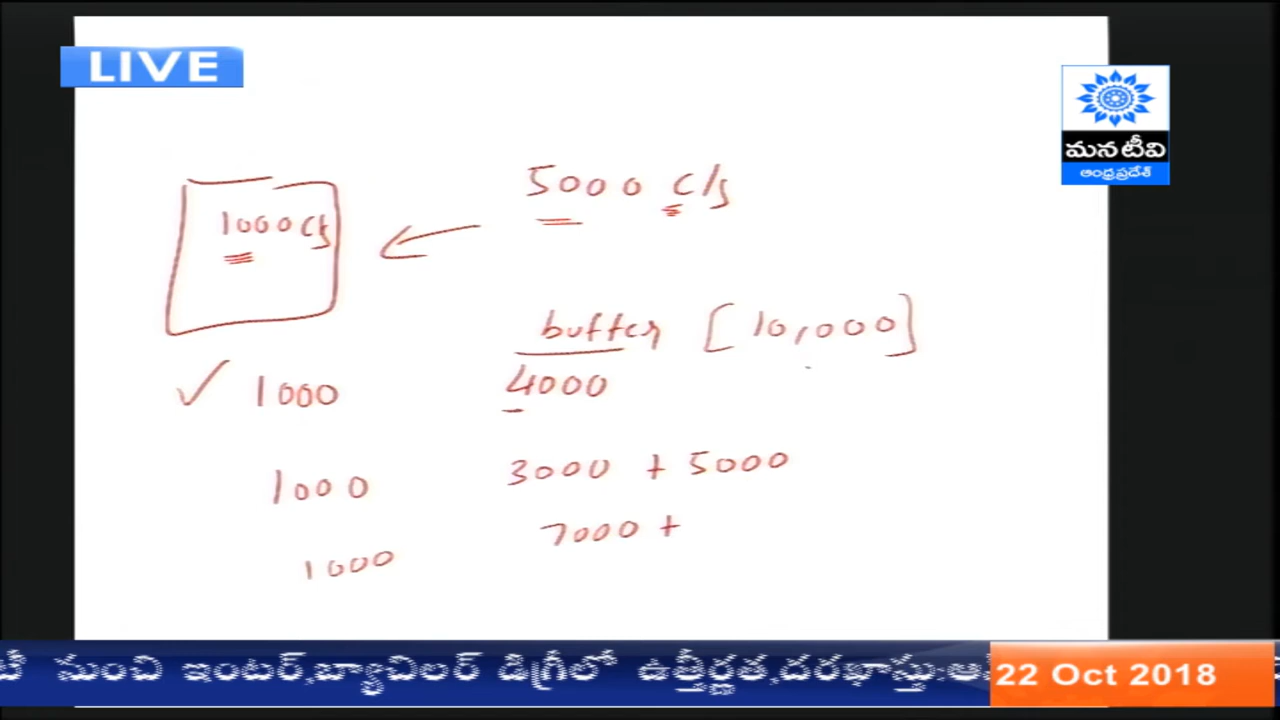 LIVE
మన టీవి
ఆంధ్రప్రదేశ్
5000 c/s
1000 c/s
buffer [10,000]
✓ 1000 4000
1000 3000 + 5000
1000 7000 +
నుంచి ఇంటర్,బ్యాచిలర్ డిగ్రీలో ఉత్తీర్ణత,దరఖాస్తు:
22 Oct 2018